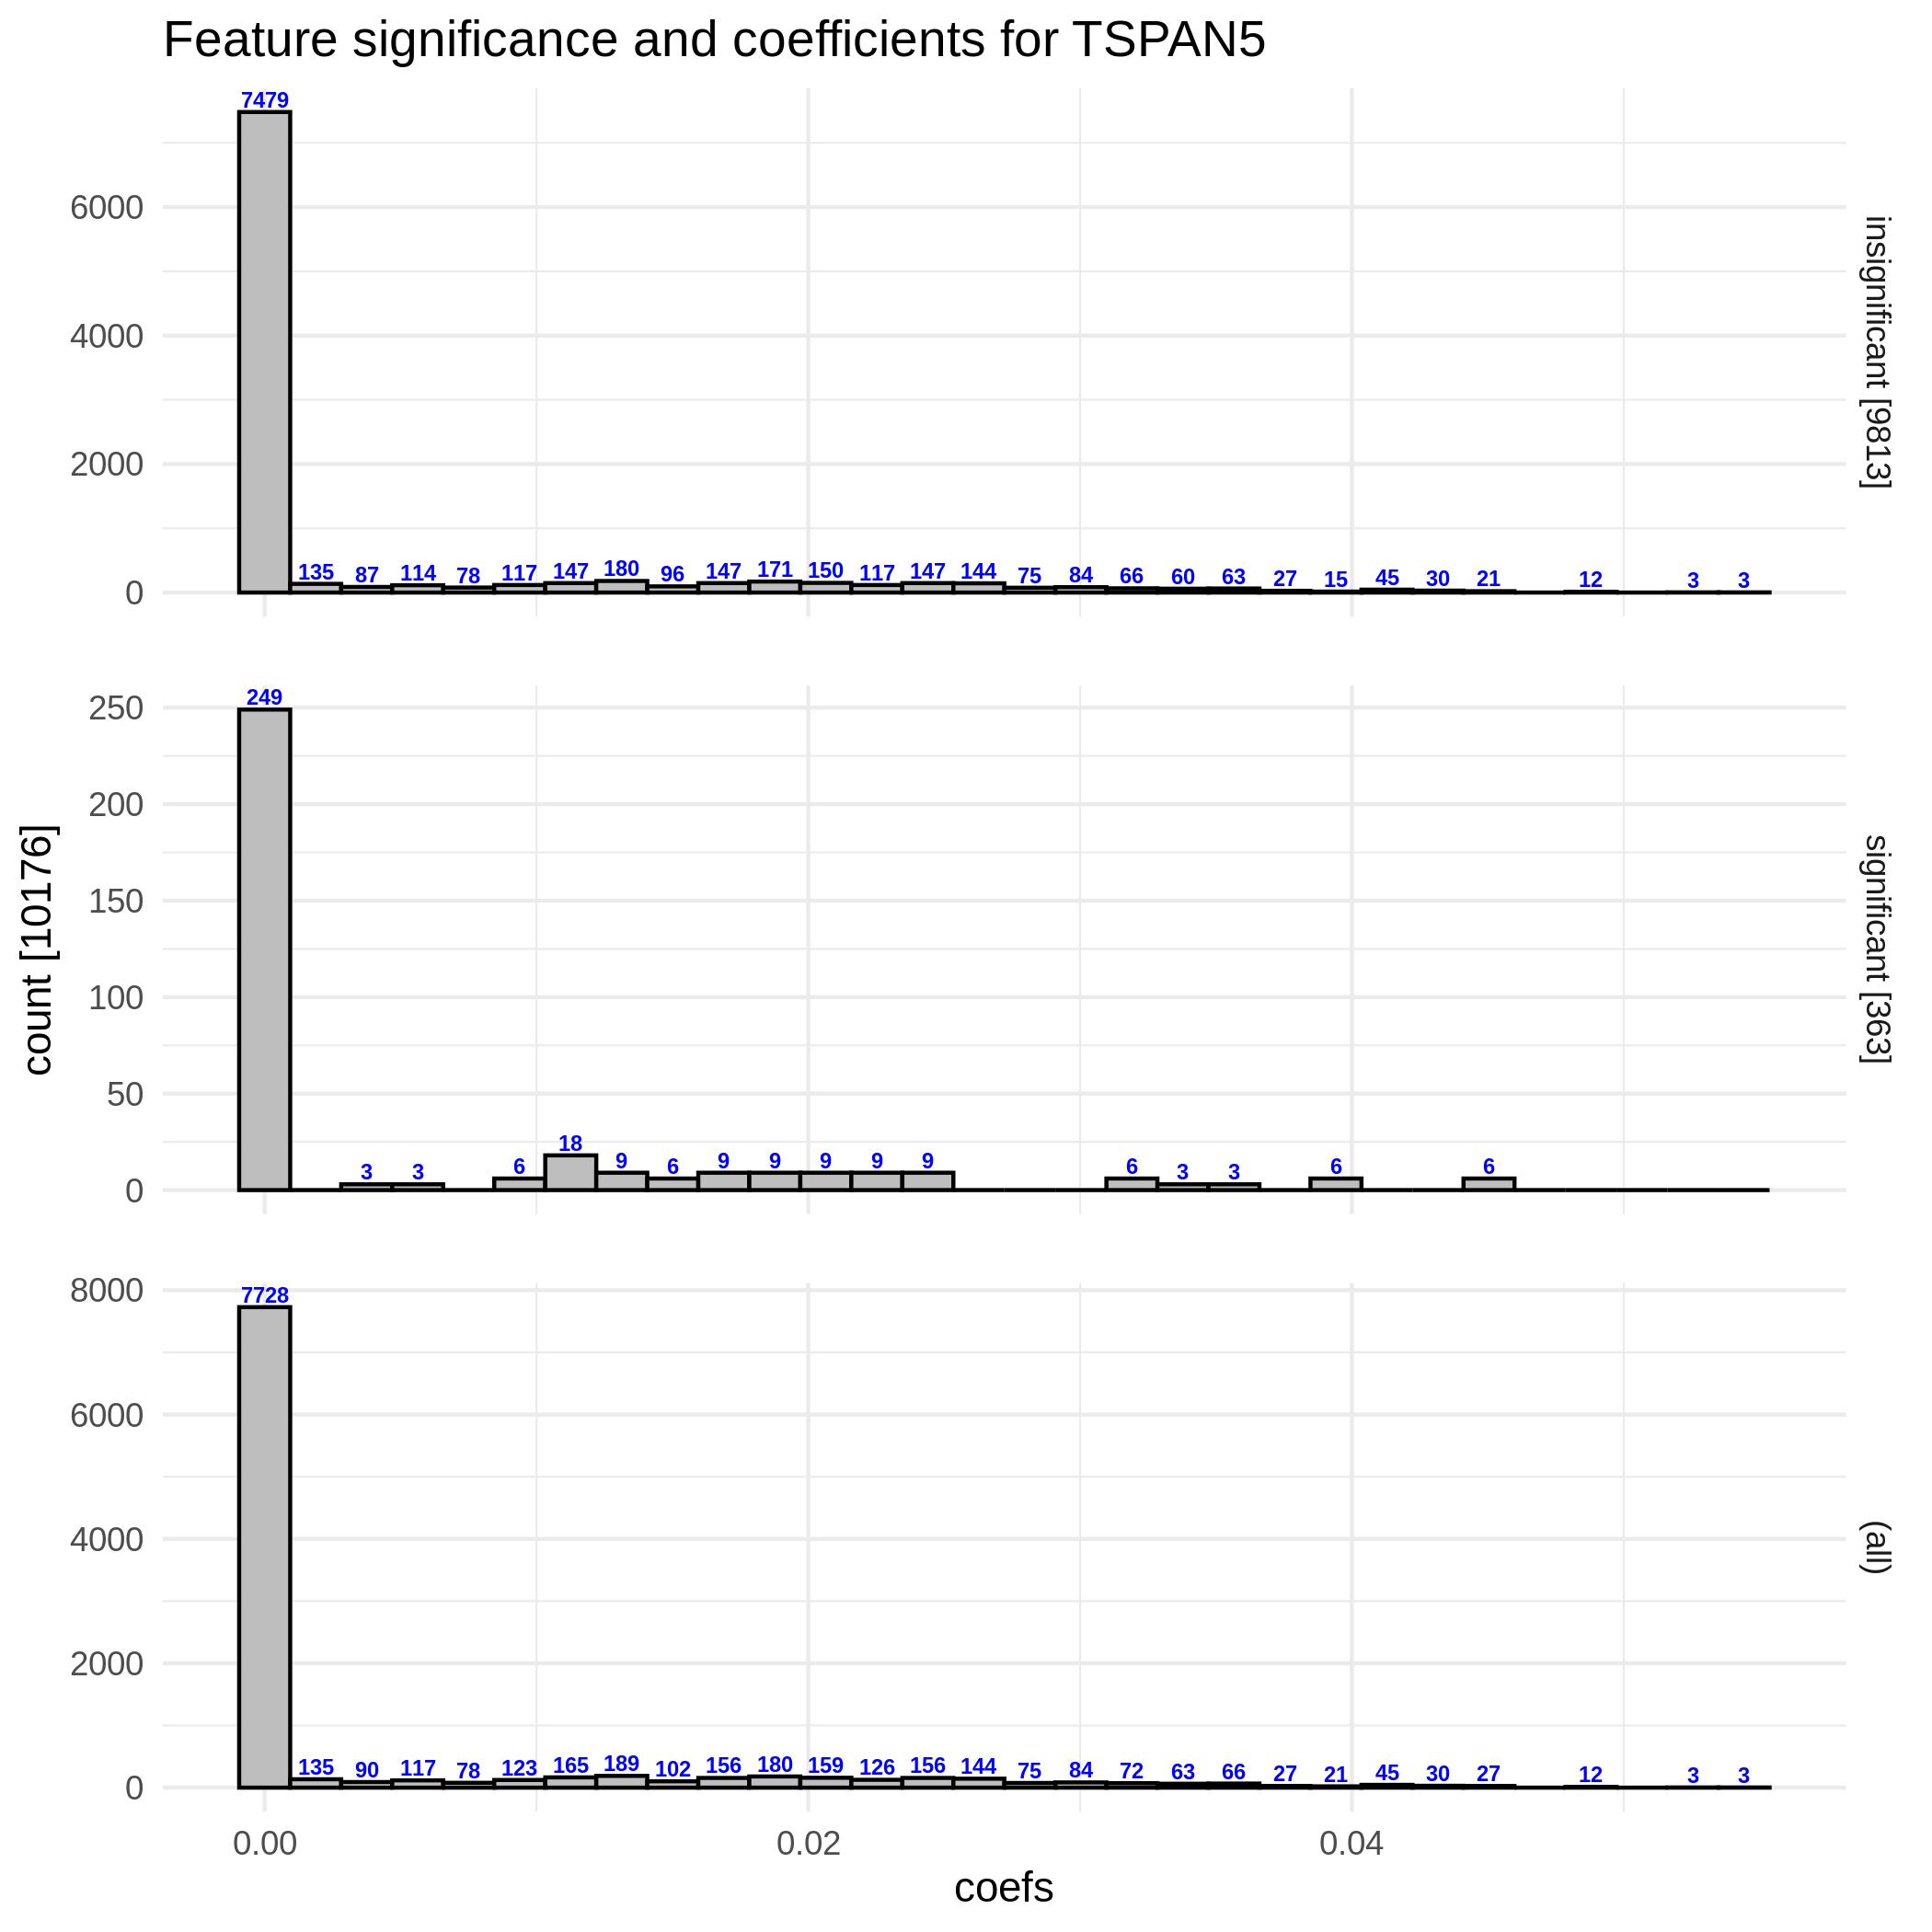 Feature significance and coefficients for TSPAN5
7479
6000
4000
2000
135 87 114 78 117 147 180 96 147 171 150 117 147 144 75 84 66 60 63 27 15 45 30 21 12 3 3
0
insignificant [9813]
249
250
200
150
100
50
3 3 6 18 9 6 9 9 9 9 9 6 3 3 6 6
0
significant [363]
count [10176]
8000
7728
6000
4000
2000
135 90 117 78 123 165 189 102 156 180 159 126 156 144 75 84 72 63 66 27 21 45 30 27 12 3 3
0
(all)
0.00 0.02 0.04
coefs